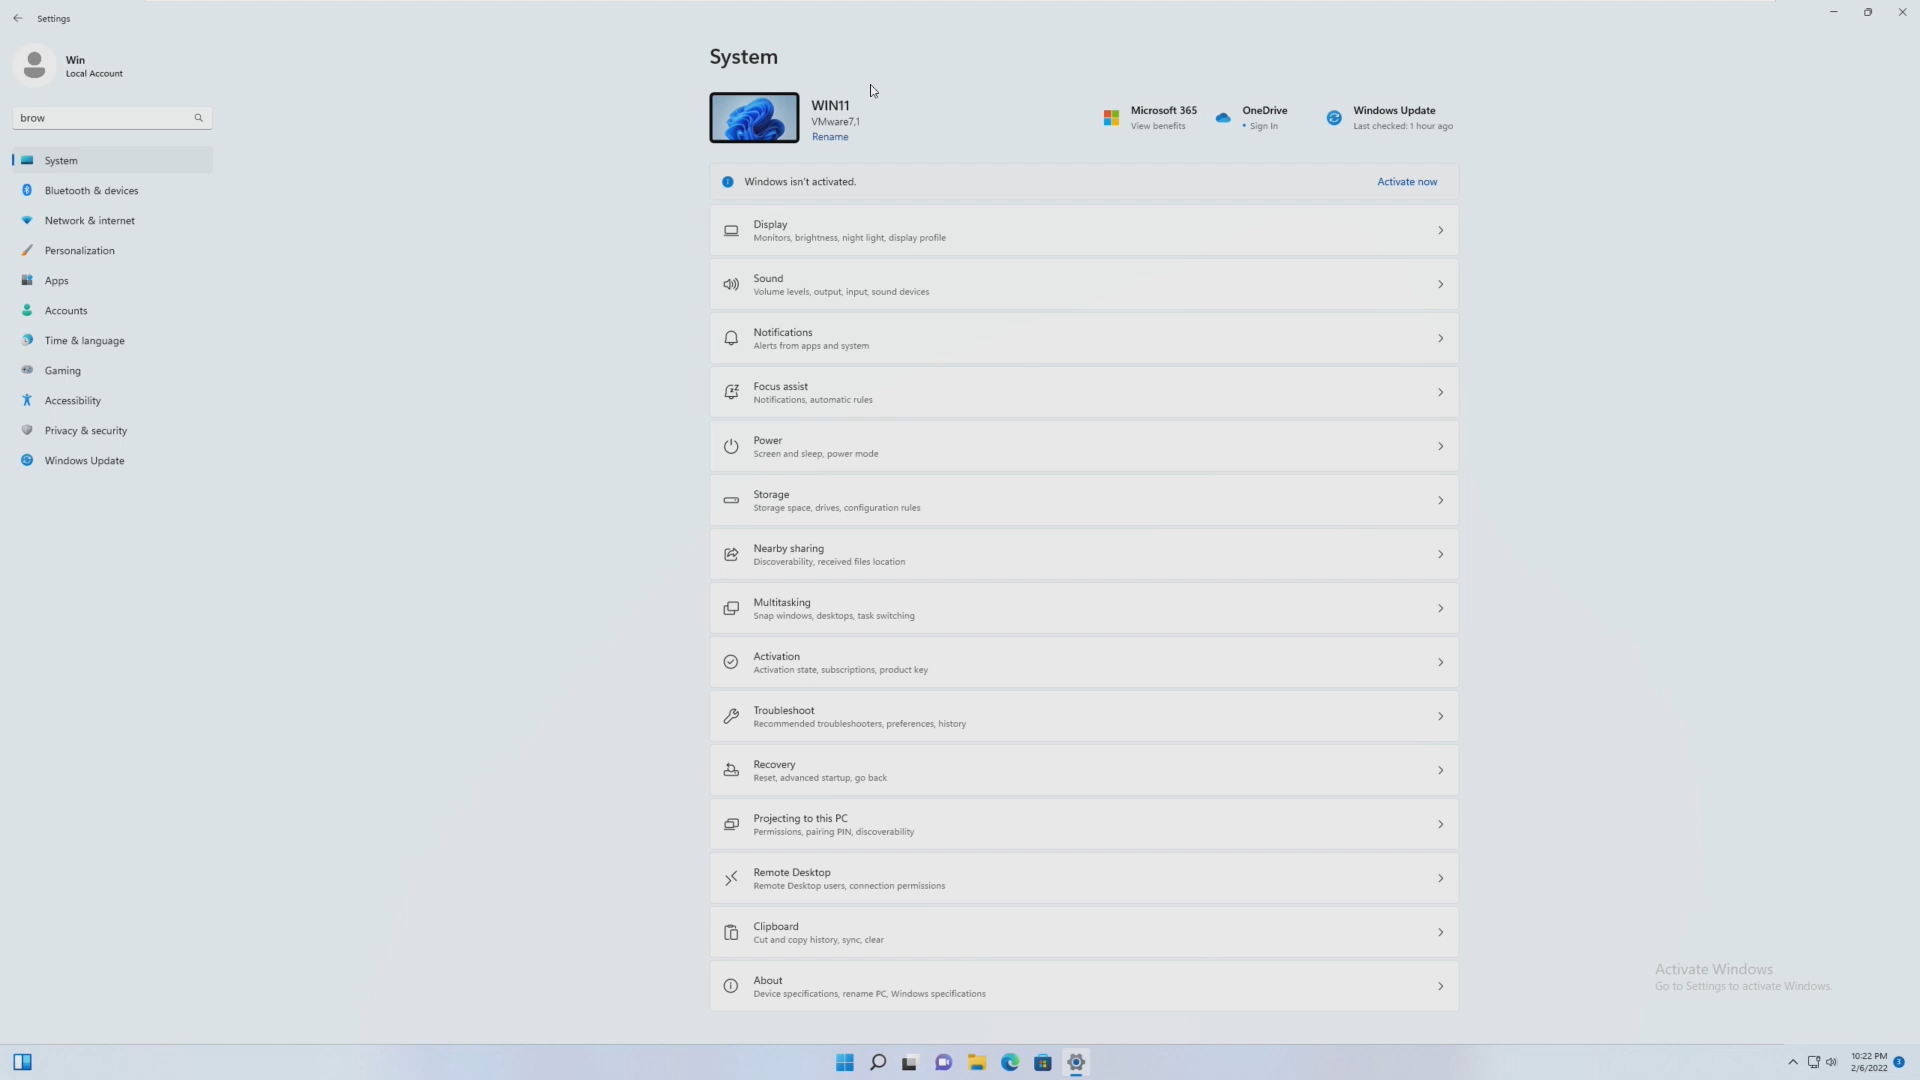 Settings
Win
Local Account
brow
System
Bluetooth & devices
Network & internet
Personalization
Apps
Accounts
Time & language
Gaming
Accessibility
Privacy & security
Windows Update
System
WIN11
VMware7,1
Rename
Microsoft 365
View benefits
OneDrive
• Sign In
Windows Update
Last checked: 1 hour ago
Windows isn't activated.
Activate now
Display
Monitors, brightness, night light, display profile
Sound
Volume levels, output, input, sound devices
Notifications
Alerts from apps and system
Focus assist
Notifications, automatic rules
Power
Screen and sleep, power mode
Storage
Storage space, drives, configuration rules
Nearby sharing
Discoverability, received files location
Multitasking
Snap windows, desktops, task switching
Activation
Activation state, subscriptions, product key
Troubleshoot
Recommended troubleshooters, preferences, history
Recovery
Reset, advanced startup, go back
Projecting to this PC
Permissions, pairing PIN, discoverability
Remote Desktop
Remote Desktop users, connection permissions
Clipboard
Cut and copy history, sync, clear
About
Device specifications, rename PC, Windows specifications
Activate Windows
Go to Settings to activate Windows.
10:22 PM
2/6/2022
3